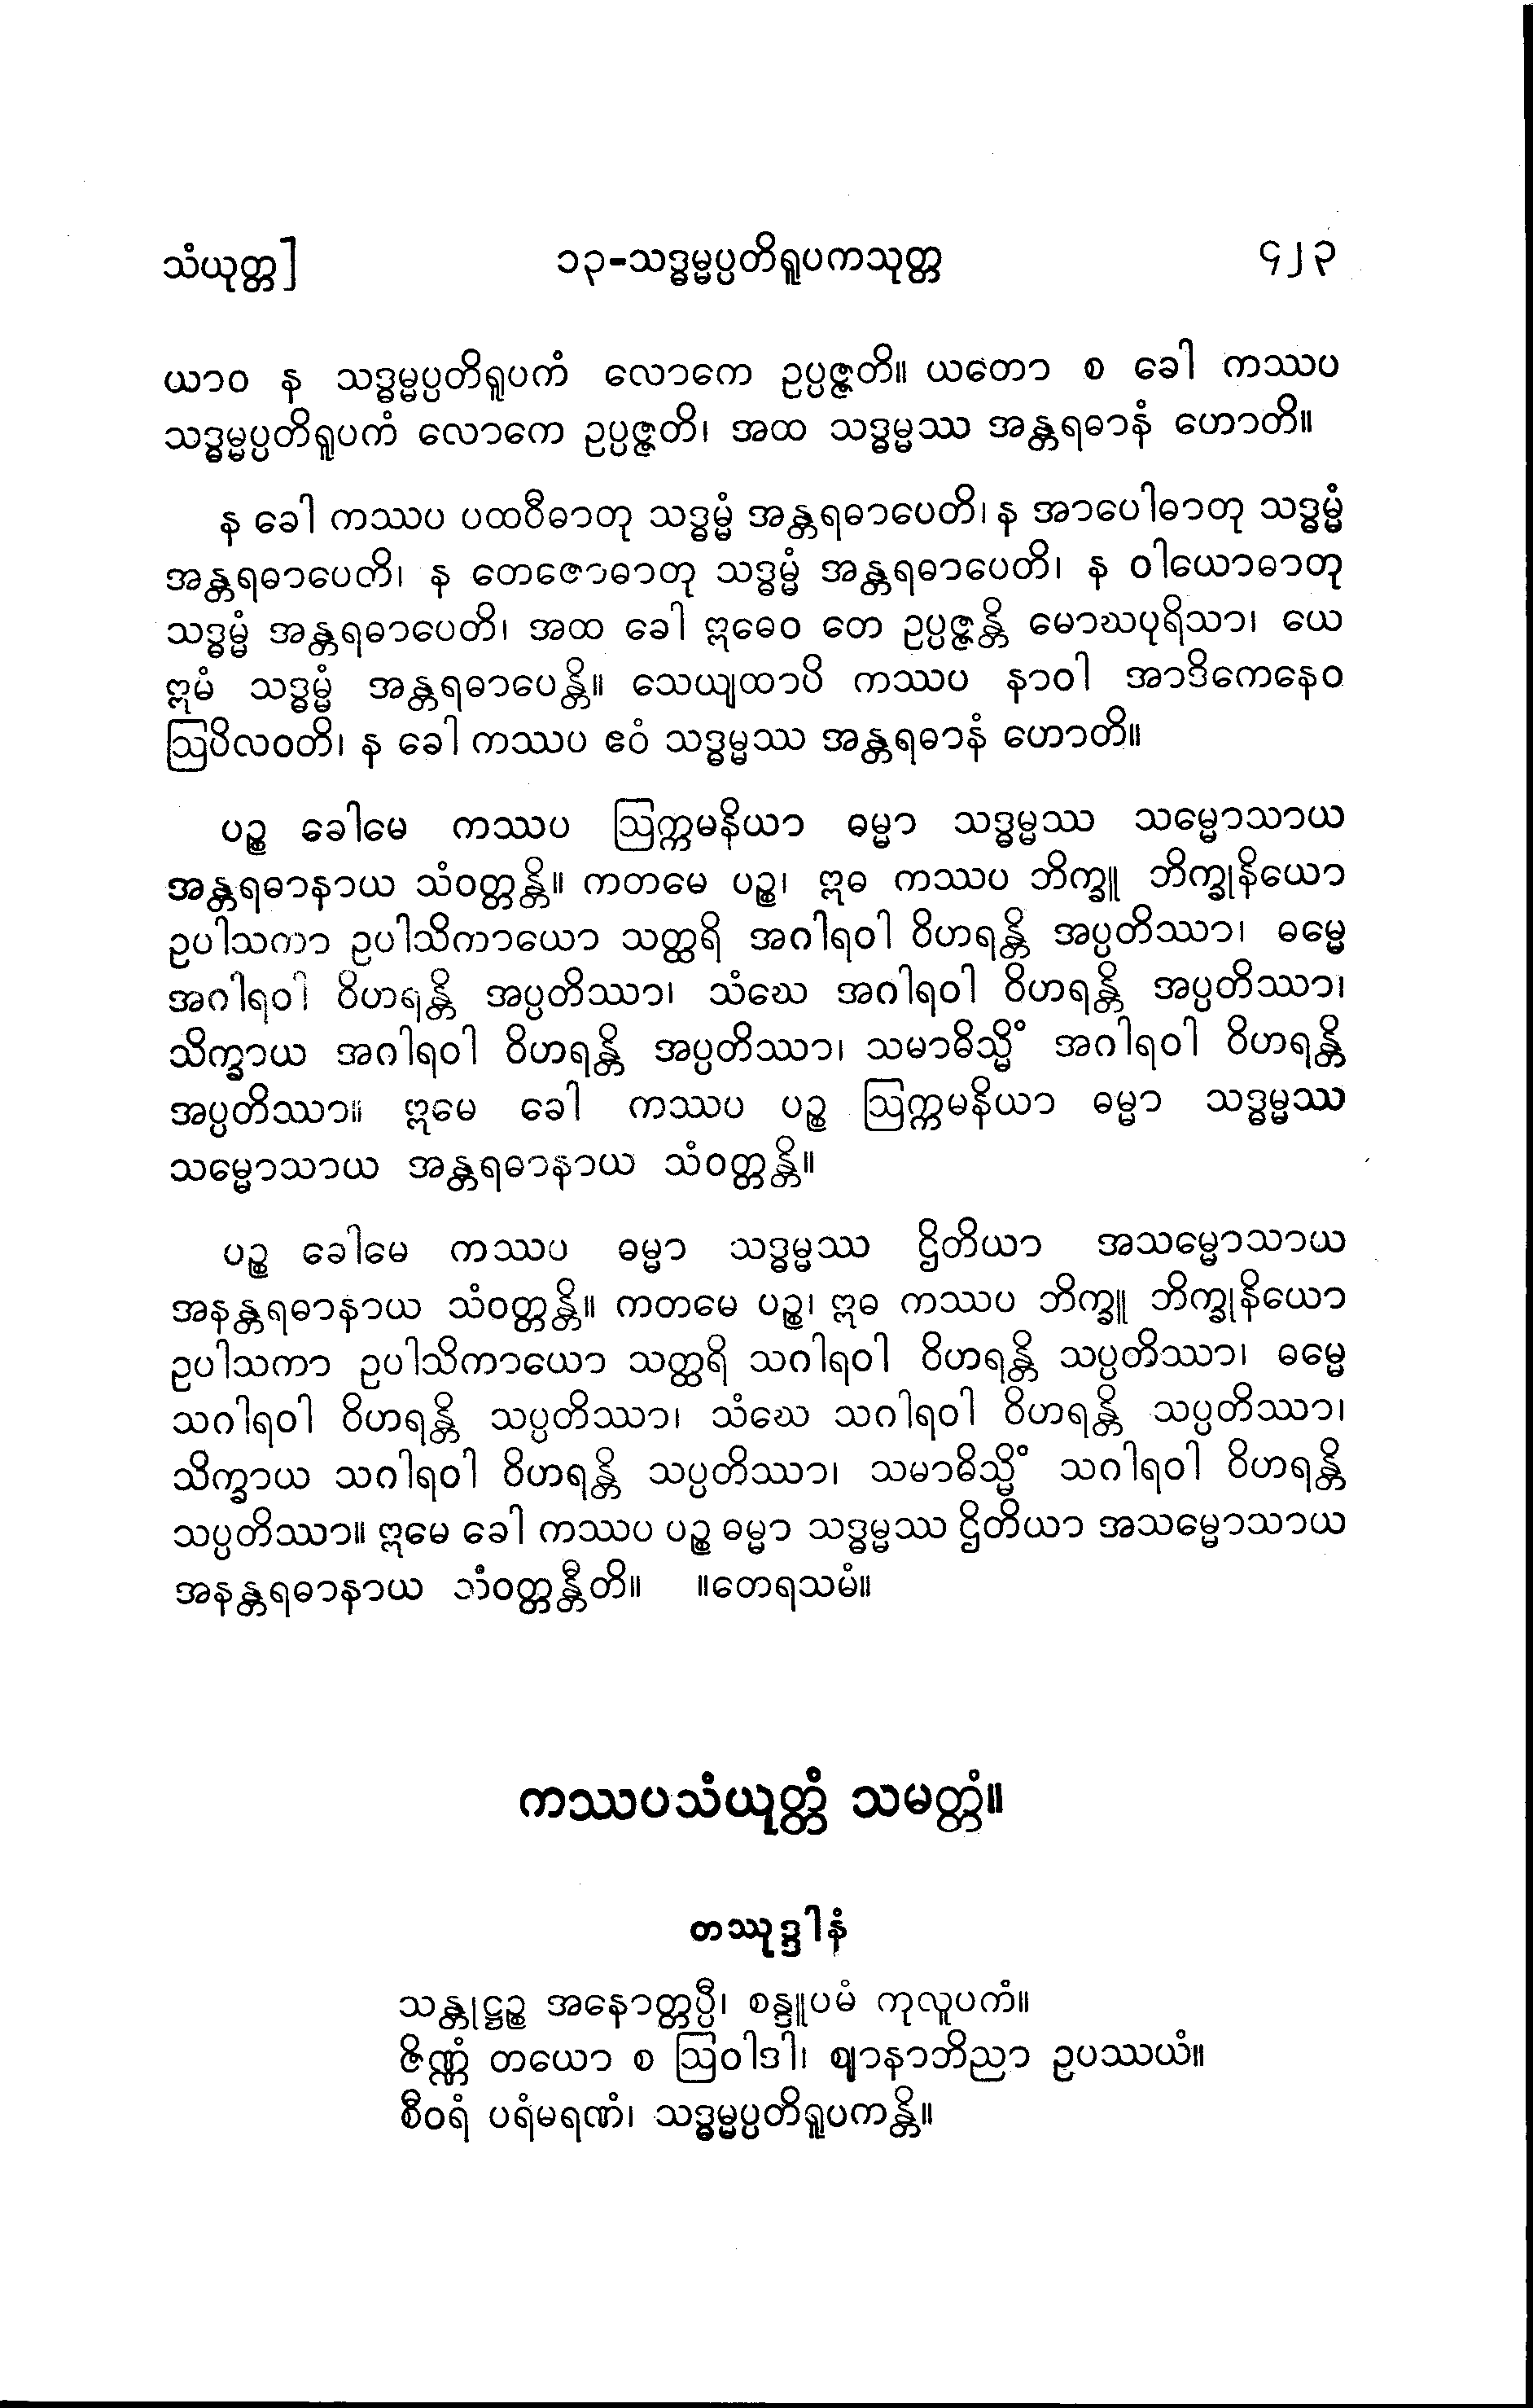 သံယုတ္တ]	၁၃-သဒ္ဓမ္မပ္ပတိရူပကသုတ္တ	၄၂၃
ယာဝ န သဒ္ဓမ္မပ္ပတိရူပကံ လောကေ ဥပ္ပဇ္ဇတိ။ ယတော စ ခေါ ကဿပ
သဒ္ဓမ္မပ္ပတိရူပကံ လောကေ ဥပ္ပဇ္ဇတိ၊ အထ သဒ္ဓမ္မဿ အန္တရဓာနံ ဟောတိ။
န ခေါ ကဿပ ပထဝီဓာတု သဒ္ဓမ္မံ အန္တရဓာပေတိ၊ န အာပေါဓာတု သဒ္ဓမ္မံ
အန္တရဓာပေတိ၊ န တေဇောဓာတု သဒ္ဓမ္မံ အန္တရဓာပေတိ၊ န ဝါယောဓာတု
သဒ္ဓမ္မံ အန္တရဓာပေတိ၊ အထ ခေါ ဣဓေဝ တေ ဥပ္ပဇ္ဇန္တိ မောဃပုရိသာ၊ ယေ
ဣမံ သဒ္ဓမ္မံ အန္တရဓာပေန္တိ။ သေယျထာပိ ကဿပ နာဝါ အာဒိကေနေဝ
ဩပိလဝတိ၊ န ခေါ ကဿပ ဧဝံ သဒ္ဓမ္မဿ အန္တရဓာနံ ဟောတိ။
ပဉ္စ ခေါမေ ကဿပ ဩက္ကမနိယာ ဓမ္မာ သဒ္ဓမ္မဿ သမ္မောသာယ
အန္တရဓာနာယ သံဝတ္တန္တိ။ ကတမေ ပဉ္စ၊ ဣဓ ကဿပ ဘိက္ခူ ဘိက္ခုနိယော
ဥပါသကာ ဥပါသိကာယော သတ္ထရိ အဂါရဝါ ဝိဟရန္တိ အပ္ပတိဿာ၊ ဓမ္မေ
အဂါရဝါ ဝိဟရန္တိ အပ္ပတိဿာ၊ သံဃေ အဂါရဝါ ဝိဟရန္တိ အပ္ပတိဿာ၊
သိက္ခာယ အဂါရဝါ ဝိဟရန္တိ အပ္ပတိဿာ၊ သမာဓိသ္မိံ အဂါရဝါ ဝိဟရန္တိ
အပ္ပတိဿာ။ ဣမေ ခေါ ကဿပ ပဉ္စ ဩက္ကမနိယာ ဓမ္မာ သဒ္ဓမ္မဿ
သမ္မောသာယ အန္တရဓာနာယ သံဝတ္တန္တိ။
ပဉ္စ ခေါမေ ကဿပ ဓမ္မာ သဒ္ဓမ္မဿ ဌိတိယာ အသမ္မောသာယ
အနန္တရဓာနာယ သံဝတ္တန္တိ။ ကတမေ ပဉ္စ၊ ဣဓ ကဿပ ဘိက္ခူ ဘိက္ခုနိယော
ဥပါသကာ ဥပါသိကာယော သတ္ထရိ သဂါရဝါ ဝိဟရန္တိ သပ္ပတိဿာ၊ ဓမ္မေ
သဂါရဝါ ဝိဟရန္တိ သပ္ပတိဿာ၊ သံဃေ သဂါရဝါ ဝိဟရန္တိ သပ္ပတိဿာ၊
သိက္ခာယ သဂါရဝါ ဝိဟရန္တိ သပ္ပတိဿာ၊ သမာဓိသ္မိံ သဂါရဝါ ဝိဟရန္တိ
သပ္ပတိဿာ။ ဣမေ ခေါ ကဿပ ပဉ္စ ဓမ္မာ သဒ္ဓမ္မဿ ဌိတိယာ အသမ္မောသာယ
အနန္တရဓာနာယ သံဝတ္တန္တီတိ။ ။တေရသမံ။
ကဿပသံယုတ္တံ သမတ္တံ။
တဿုဒ္ဒါနံ
သန္တုဋ္ဌဉ္စ အနောတ္တပ္ပီ၊ စန္ဒူပမံ ကုလူပကံ။
ဇိဏ္ဏံ တယော စ ဩဝါဒါ၊ ဈာနာဘိညာ ဥပဿယံ။
စီဝရံ ပရံမရဏံ၊ သဒ္ဓမ္မပ္ပတိရူပကန္တိ။